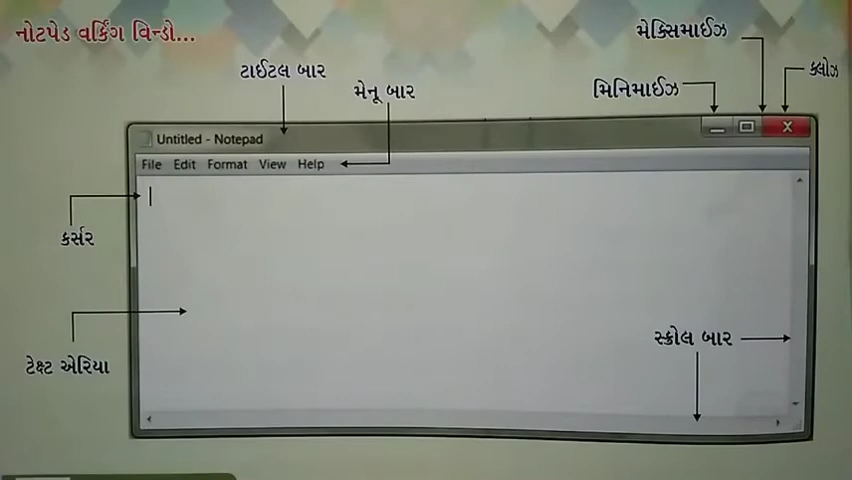 નોટપેડ વર્કિંગ વિન્ડો...
મેક્સિમાઈઝ
ટાઈટલ બાર
ક્લોઝ
મેનૂ બાર
મિનિમાઈઝ
Untitled - Notepad
File Edit Format View Help
કર્સર
સ્ક્રોલ બાર
ટેક્ષ્ટ એરિયા